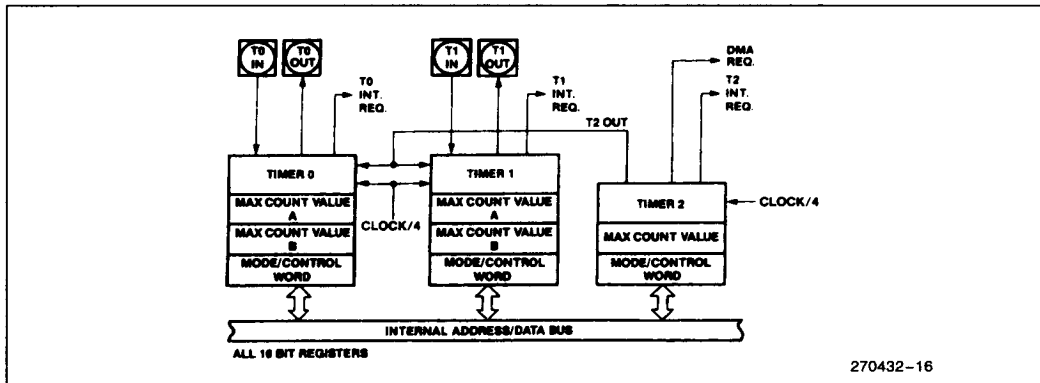 T0
IN
T0
OUT
T0
INT.
REQ.
T1
IN
T1
OUT
T1
INT.
REQ.
T2 OUT
DMA
REQ.
T2
INT.
REQ.
TIMER 0
MAX COUNT VALUE
A
MAX COUNT VALUE
B
MODE/CONTROL
WORD
CLOCK/4
TIMER 1
MAX COUNT VALUE
A
MAX COUNT VALUE
B
MODE/CONTROL
WORD
TIMER 2
MAX COUNT VALUE
MODE/CONTROL
WORD
CLOCK/4
INTERNAL ADDRESS/DATA BUS
ALL 16 BIT REGISTERS
270432-16